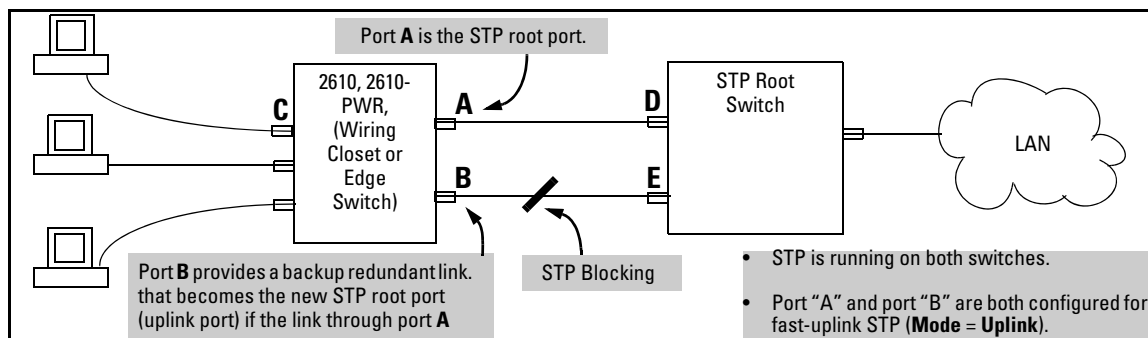 Port A is the STP root port.
2610, 2610-
PWR,
(Wiring
Closet or
Edge
Switch)
C
A
B
STP Root
Switch
D
E
LAN
Port B provides a backup redundant link.
that becomes the new STP root port
(uplink port) if the link through port A
STP Blocking
• STP is running on both switches.
• Port “A” and port “B” are both configured for
fast-uplink STP (Mode = Uplink).